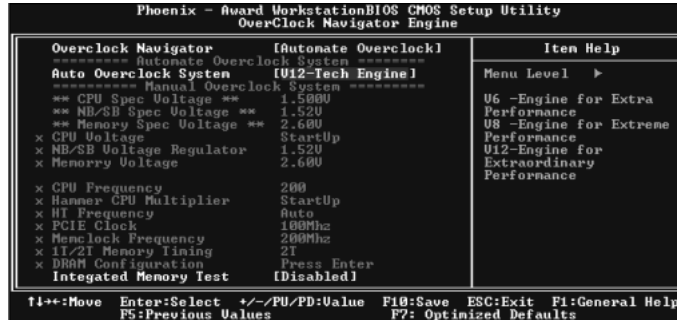 Phoenix - Award WorkstationBIOS CMOS Setup Utility
OverClock Navigator Engine
Overclock Navigator [Automate Overclock]
========= Automate Overclock System ========
Auto Overclock System [V12-Tech Engine]
========== Manual Overclock System =========
** CPU Spec Voltage ** 1.500V
** NB/SB Spec Voltage ** 1.52V
** Memory Spec Voltage ** 2.60V
x CPU Voltage StartUp
x NB/SB Voltage Regulator 1.52V
x Memorry Voltage 2.60V
x CPU Frequency 200
x Hammer CPU Multiplier StartUp
x HT Frequency Auto
x PCIE Clock 100Mhz
x Memclock Frequency 200Mhz
x 1T/2T Memory Timing 2T
x DRAM Configuration Press Enter
Integated Memory Test [Disabled]
Item Help
Menu Level ►
V6 -Engine for Extra
Performance
V8 -Engine for Extreme
Performance
V12-Engine for
Extraordinary
Performance
↑↓→←:Move Enter:Select +/-/PU/PD:Value F10:Save ESC:Exit F1:General Help
F5:Previous Values F7: Optimized Defaults